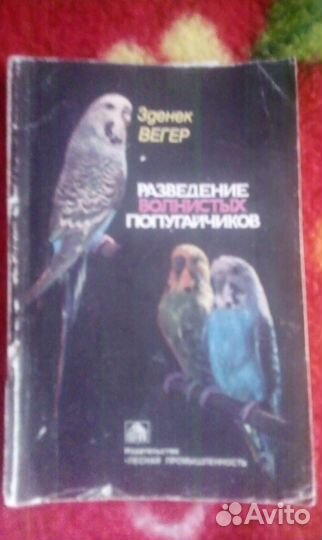 Зденек
ВЕГЕР
РАЗВЕДЕНИЕ
ВОЛНИСТЫХ
ПОПУГАЙЧИКОВ
Издательство
«ЛЕСНАЯ ПРОМЫШЛЕННОСТЬ»
Avito